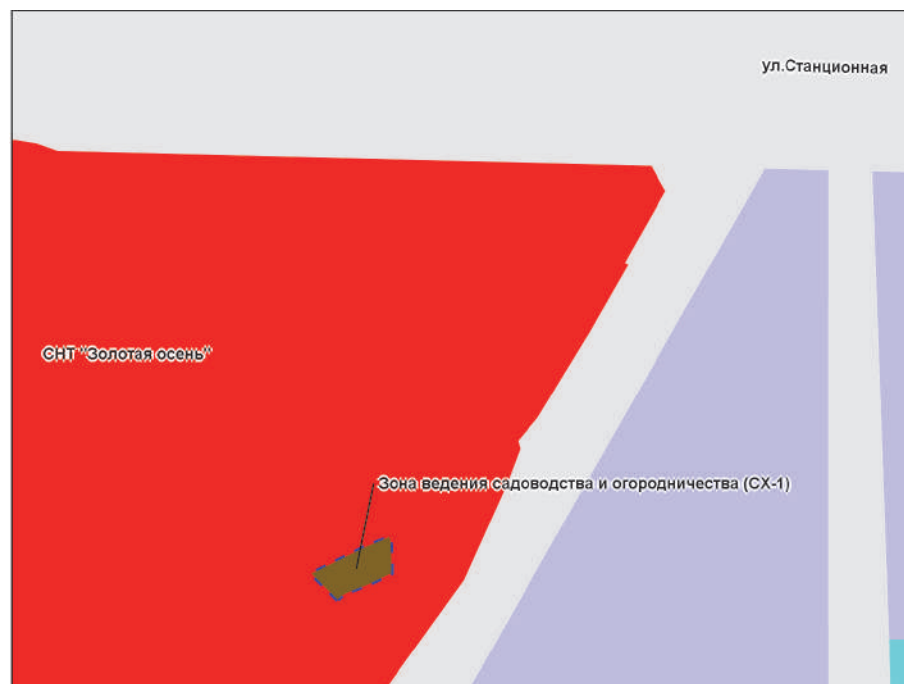 ул.Станционная
СНТ "Золотая осень"
Зона ведения садоводства и огородничества (СХ-1)